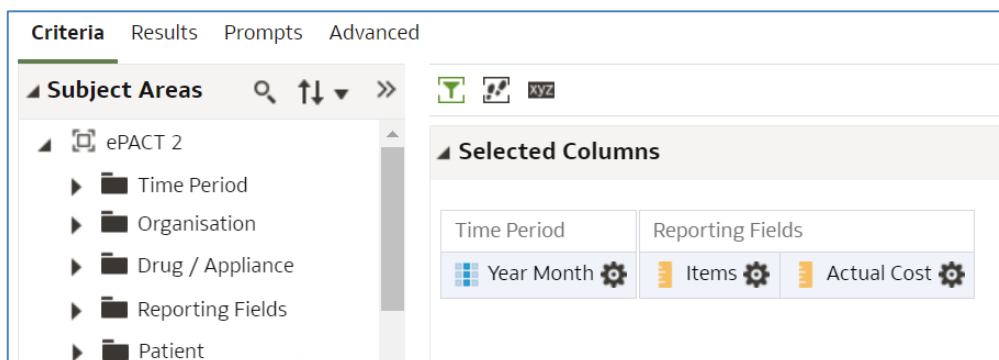 Criteria Results Prompts Advanced
Subject Areas
ePACT 2
Time Period
Organisation
Drug / Appliance
Reporting Fields
Patient
xyz
Selected Columns
Time Period Reporting Fields
Year Month Items Actual Cost